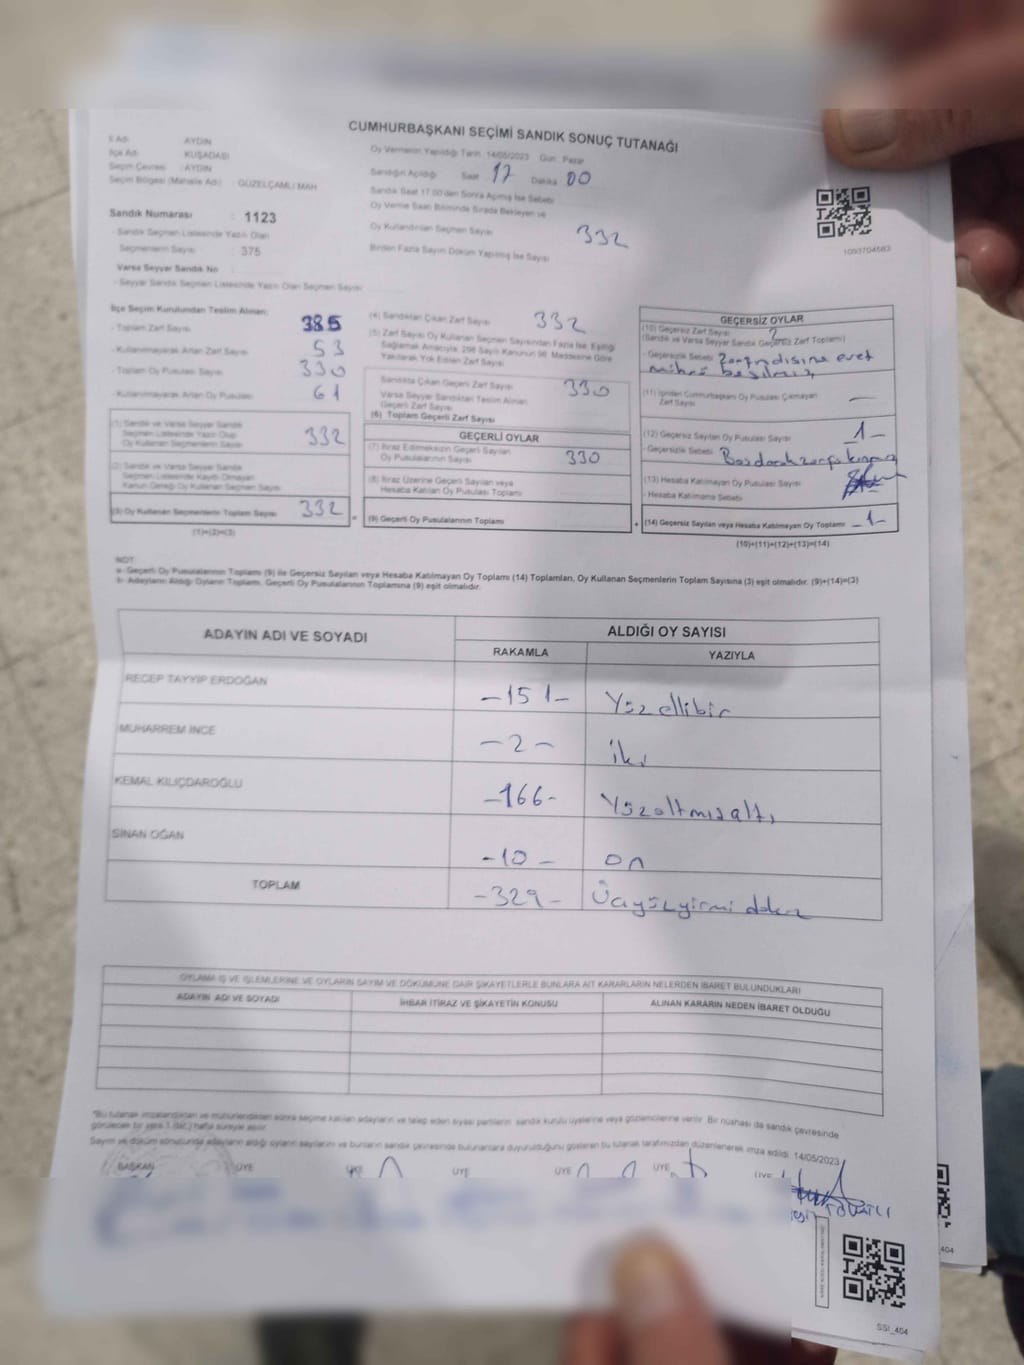 CUMHURBAŞKANI SEÇİMİ SANDIK SONUÇ TUTANAĞI
İl Adı AYDIN
İlçe Adı KUŞADASI
Seçim Çevresi : AYDIN
Seçim Bölgesi (Mahalle Adı) : GÜZELÇAMLI MAH.
Sandık Numarası : 1123
- Sandık Seçmen Listesinde Yazılı Olan
Seçmenlerin Sayısı : 375
Varsa Seyyar Sandık No
- Seyyar Sandık Seçmen Listesinde Yazılı Olan Seçmen Sayısı
Oy Vermenin Yapıldığı Tarih : 14/05/2023 Gün : Pazar
Sandığın Açıldığı Saat 17 Dakika 00
Sandık Saat 17.00'den Sonra Açılmış İse Sebebi
Oy Verme Saati Bitiminde Sırada Bekleyen ve
Oy Kullandırılan Seçmen Sayısı 332
Birden Fazla Sayım Döküm Yapılmış İse Sayısı
1093704583
İlçe Seçim Kurulundan Teslim Alınan:
- Toplam Zarf Sayısı 385
- Kullanılmayarak Artan Zarf Sayısı 53
- Toplam Oy Pusulası Sayısı 330
- Kullanılmayarak Artan Oy Pusulası 61
(1) Sandık ve Varsa Seyyar Sandık
Seçmen Listesinde Yazılı Olup
Oy Kullanan Seçmenlerin Sayısı 332
(2) Sandık ve Varsa Seyyar Sandık
Seçmen Listesinde Kayıtlı Olmayan
Kanun Gereği Oy Kullanan Seçmen Sayısı
(3) Oy Kullanan Seçmenlerin Toplam Sayısı 332
(1)+(2)=(3)
(4) Sandıktan Çıkan Zarf Sayısı 332
(5) Zarf Sayısı Oy Kullanan Seçmen Sayısından Fazla İse, Eşitliği
Sağlamak Amacıyla, 298 Sayılı Kanunun 98. Maddesine Göre
Yakılarak Yok Edilen Zarf Sayısı
Sandıkta Çıkan Geçerli Zarf Sayısı 330
Varsa Seyyar Sandıktan Teslim Alınan
Geçerli Zarf Sayısı
(6) Toplam Geçerli Zarf Sayısı
GEÇERLİ OYLAR
(7) İtiraz Edilmeksizin Geçerli Sayılan
Oy Pusulalarının Sayısı 330
(8) İtiraz Üzerine Geçerli Sayılan veya
Hesaba Katılan Oy Pusulası Toplamı
(9) Geçerli Oy Pusulalarının Toplamı
GEÇERSİZ OYLAR
(10) Geçersiz Zarf Sayısı 2
(Sandık ve Varsa Seyyar Sandık Geçersiz Zarf Toplamı)
- Geçersizlik Sebebi evet
(11) İçinden Cumhurbaşkanı Oy Pusulası Çıkmayan
Zarf Sayısı —
(12) Geçersiz Sayılan Oy Pusulası Sayısı -1-
- Geçersizlik Sebebi
(13) Hesaba Katılmayan Oy Pusulası Sayısı
- Hesaba Katılmama Sebebi
(14) Geçersiz Sayılan veya Hesaba Katılmayan Oy Toplamı -1-
(10)+(11)+(12)+(13)=(14)
NOT:
a- Geçerli Oy Pusulalarının Toplamı (9) ile Geçersiz Sayılan veya Hesaba Katılmayan Oy Toplamı (14) Toplamları, Oy Kullanan Seçmenlerin Toplam Sayısına (3) eşit olmalıdır. (9)+(14)=(3)
b- Adayların Aldığı Oyların Toplamı, Geçerli Oy Pusulalarının Toplamına (9) eşit olmalıdır.
ADAYIN ADI VE SOYADI ALDIĞI OY SAYISI
RAKAMLA YAZIYLA
RECEP TAYYİP ERDOĞAN -151- Yüzellibir
MUHARREM İNCE -2- iki
KEMAL KILIÇDAROĞLU -166- Yüzaltmışaltı
SİNAN OĞAN -10- on
TOPLAM -329- Üçyüzyirmi dokuz
OYLAMA İŞ VE İŞLEMLERİNE VE OYLARIN SAYIM VE DÖKÜMÜNE DAİR ŞİKAYETLERLE BUNLARA AİT KARARLARIN NELERDEN İBARET BULUNDUKLARI
ADAYIN ADI VE SOYADI İHBAR İTİRAZ VE ŞİKAYETİN KONUSU ALINAN KARARIN NEDEN İBARET OLDUĞU
*Bu tutanak imzalandıktan ve mühürlendikten sonra seçime katılan adayların ve talep eden siyasi partilerin sandık kurulu üyelerine veya gözlemcilerine verilir. Bir nüshası da sandık çevresinde
görülecek bir yere 1 (bir) hafta süreyle asılır.
Sayım ve döküm sonucunda adayların aldığı oyların sayılarını ve bunların sandık çevresinde bulunanlara duyurulduğunu gösteren bu tutanak tarafımızdan düzenlenerek imza edildi. 14/05/2023
BAŞKAN ÜYE ÜYE ÜYE ÜYE ÜYE ÜYE
SSI_404